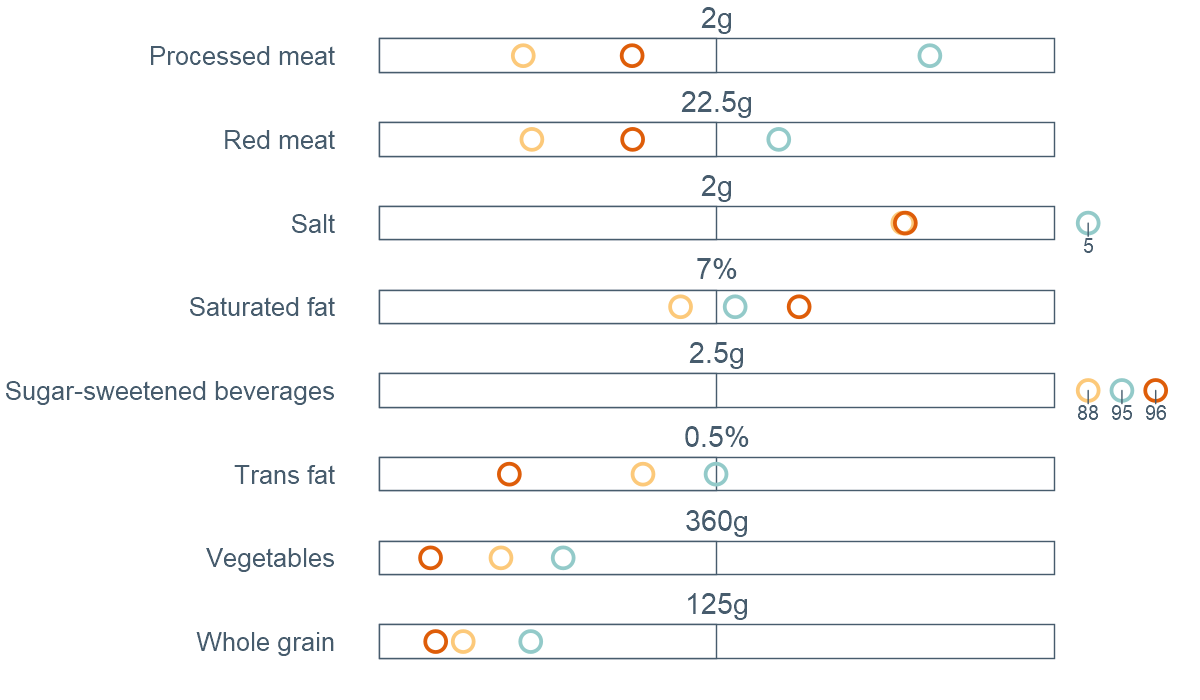 2g
Processed meat
22.5g
Red meat
2g
Salt
5
7%
Saturated fat
2.5g
Sugar-sweetened beverages
88 95 96
0.5%
Trans fat
360g
Vegetables
125g
Whole grain